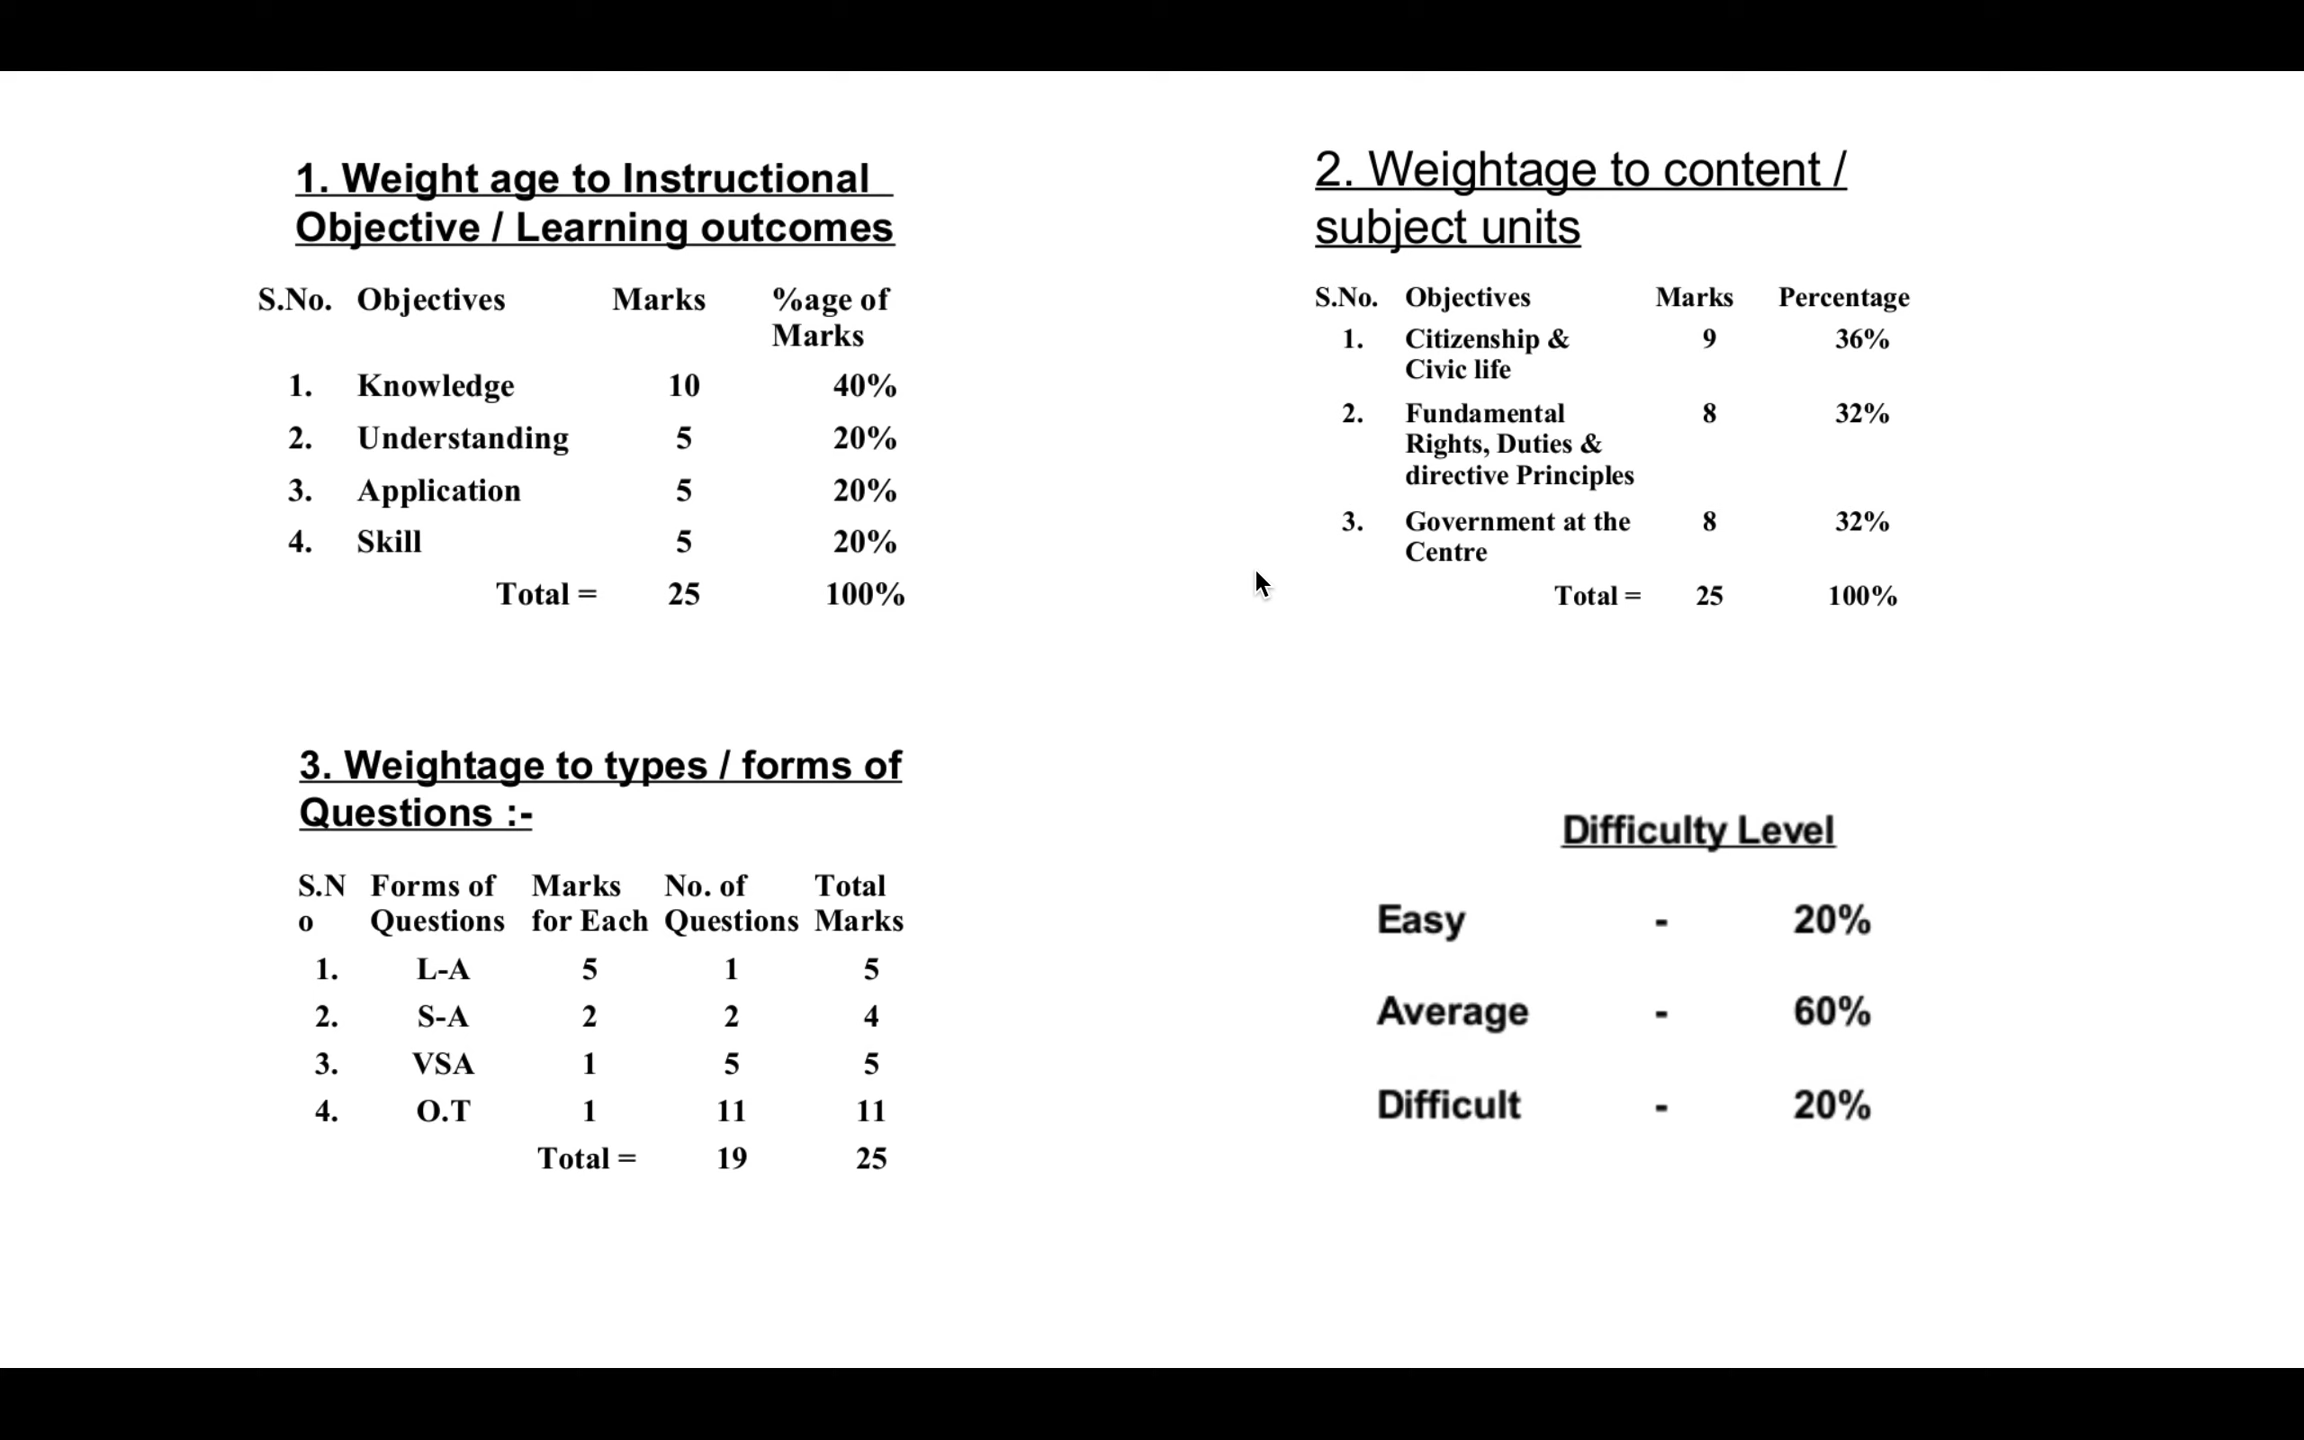 1. Weight age to Instructional
Objective / Learning outcomes
S.No. Objectives Marks %age of
Marks
1. Knowledge 10 40%
2. Understanding 5 20%
3. Application 5 20%
4. Skill 5 20%
Total = 25 100%
2. Weightage to content /
subject units
S.No. Objectives Marks Percentage
1. Citizenship & 9 36%
Civic life
2. Fundamental 8 32%
Rights, Duties &
directive Principles
3. Government at the 8 32%
Centre
Total = 25 100%
3. Weightage to types / forms of
Questions :-
S.N Forms of Marks No. of Total
o Questions for Each Questions Marks
1. L-A 5 1 5
2. S-A 2 2 4
3. VSA 1 5 5
4. O.T 1 11 11
Total = 19 25
Difficulty Level
Easy - 20%
Average - 60%
Difficult - 20%